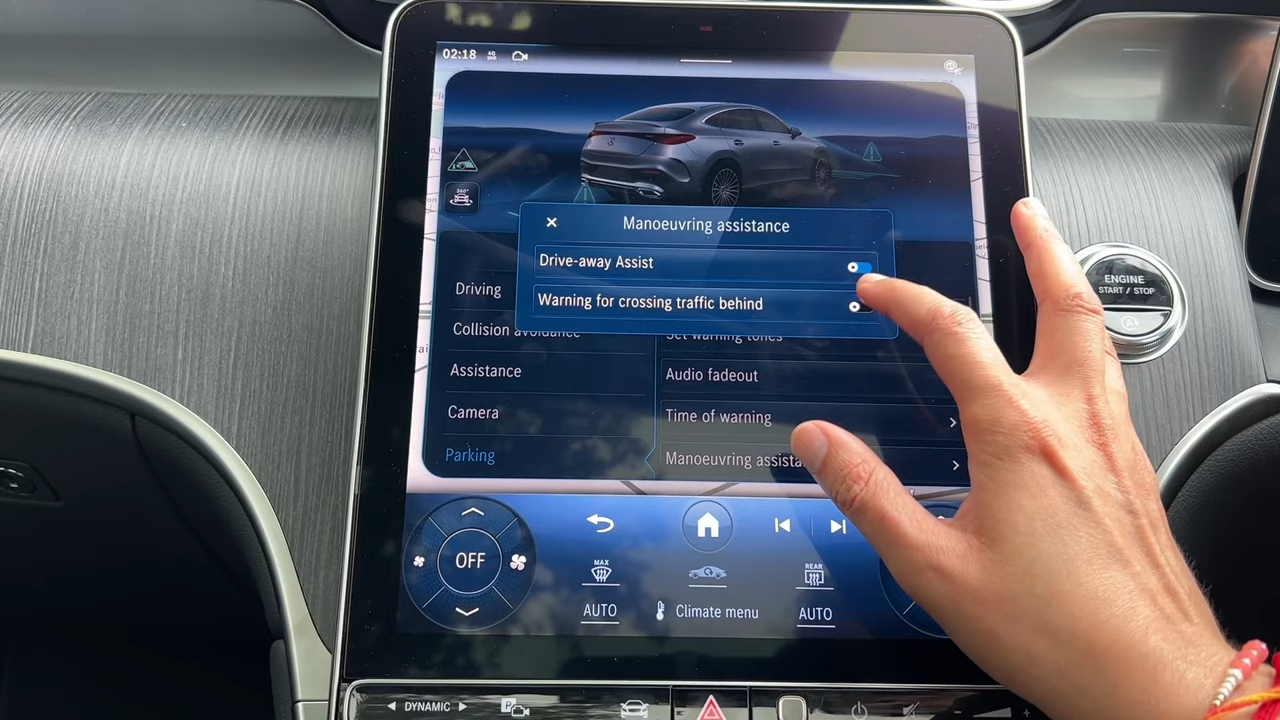 02:18
4G
360°
Manoeuvring assistance
Drive-away Assist
Warning for crossing traffic behind
Driving
Collision avoidance
Set warning tones
Assistance
Audio fadeout
Camera
Time of warning
Parking
Manoeuvring assista
ENGINE
START / STOP
A
OFF
MAX
REAR
AUTO
Climate menu
AUTO
DYNAMIC
P